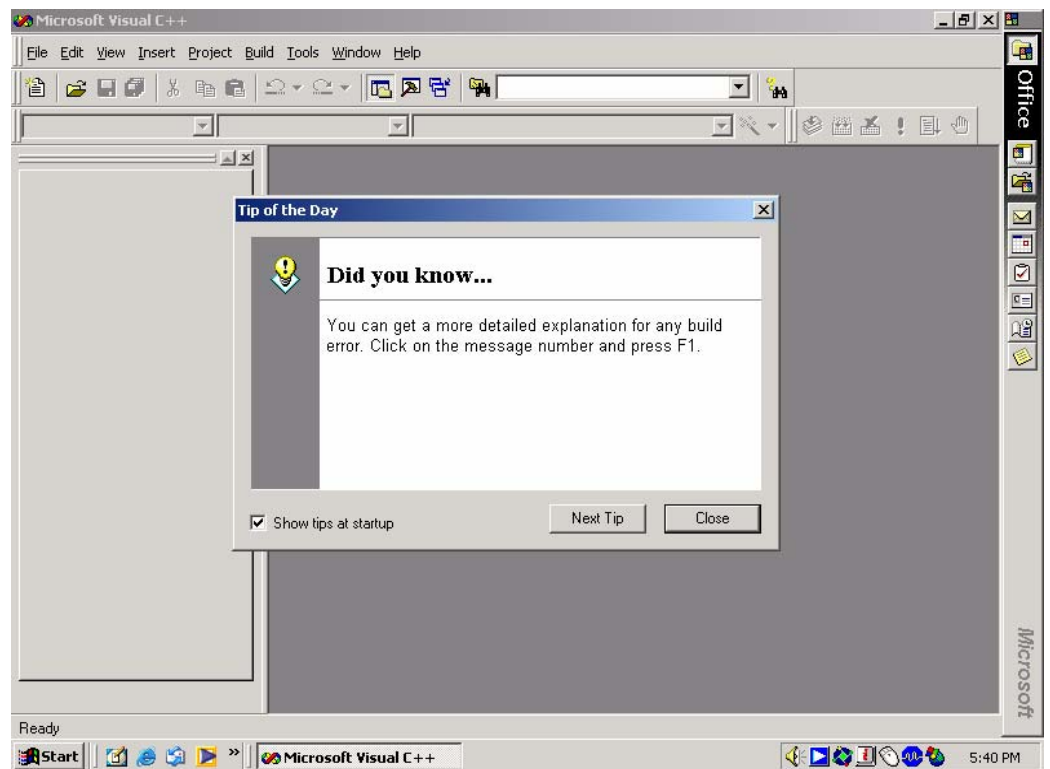 Microsoft Visual C++
File Edit View Insert Project Build Tools Window Help
Office
Tip of the Day
Did you know...
You can get a more detailed explanation for any build
error. Click on the message number and press F1.
Show tips at startup
Next Tip
Close
Microsoft
Ready
Start
»
Microsoft Visual C++
5:40 PM